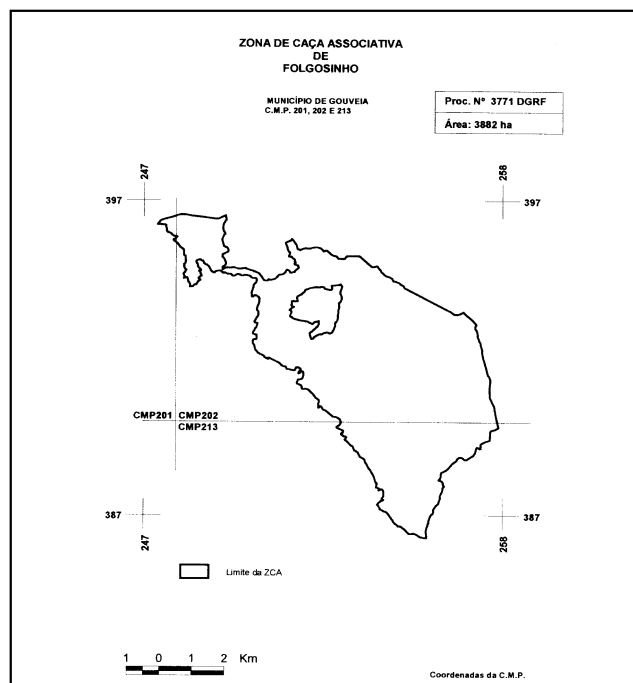 ZONA DE CAÇA ASSOCIATIVA
DE
FOLGOSINHO
MUNICÍPIO DE GOUVEIA
C.M.P. 201, 202 E 213
Proc. Nº 3771 DGRF
Área: 3882 ha
247
258
397
397
CMP201 CMP202
CMP213
387
387
247
258
Limite da ZCA
1 0 1 2 Km
Coordenadas da C.M.P.